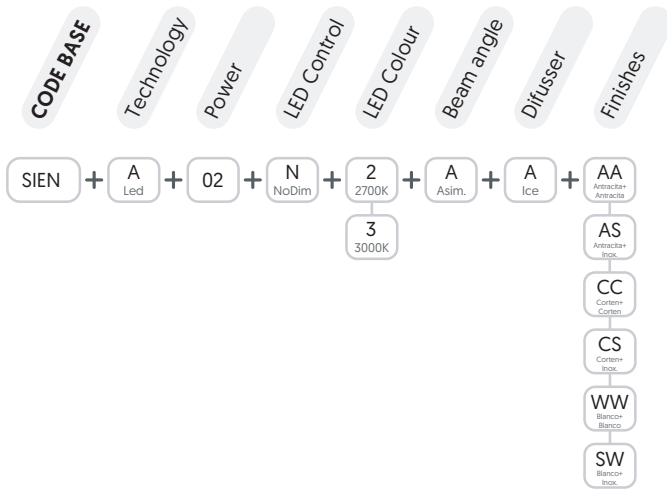 CODE BASE
Technology
Power
LED Control
LED Colour
Beam angle
Difusser
Finishes
SIEN + A + 02 + N + 2 + A + A + AA
Led NoDim 2700K Asim. Ice Antracita+
Antracita
3
3000K
AS
Antracita+
Inox.
CC
Corten+
Corten
CS
Corten+
Inox.
WW
Blanco+
Blanco
SW
Blanco+
Inox.